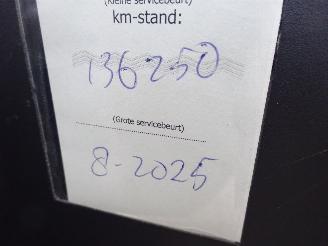 (Kleine servicebeurt)
km-stand:
136250
(Grote servicebeurt)
8-2025